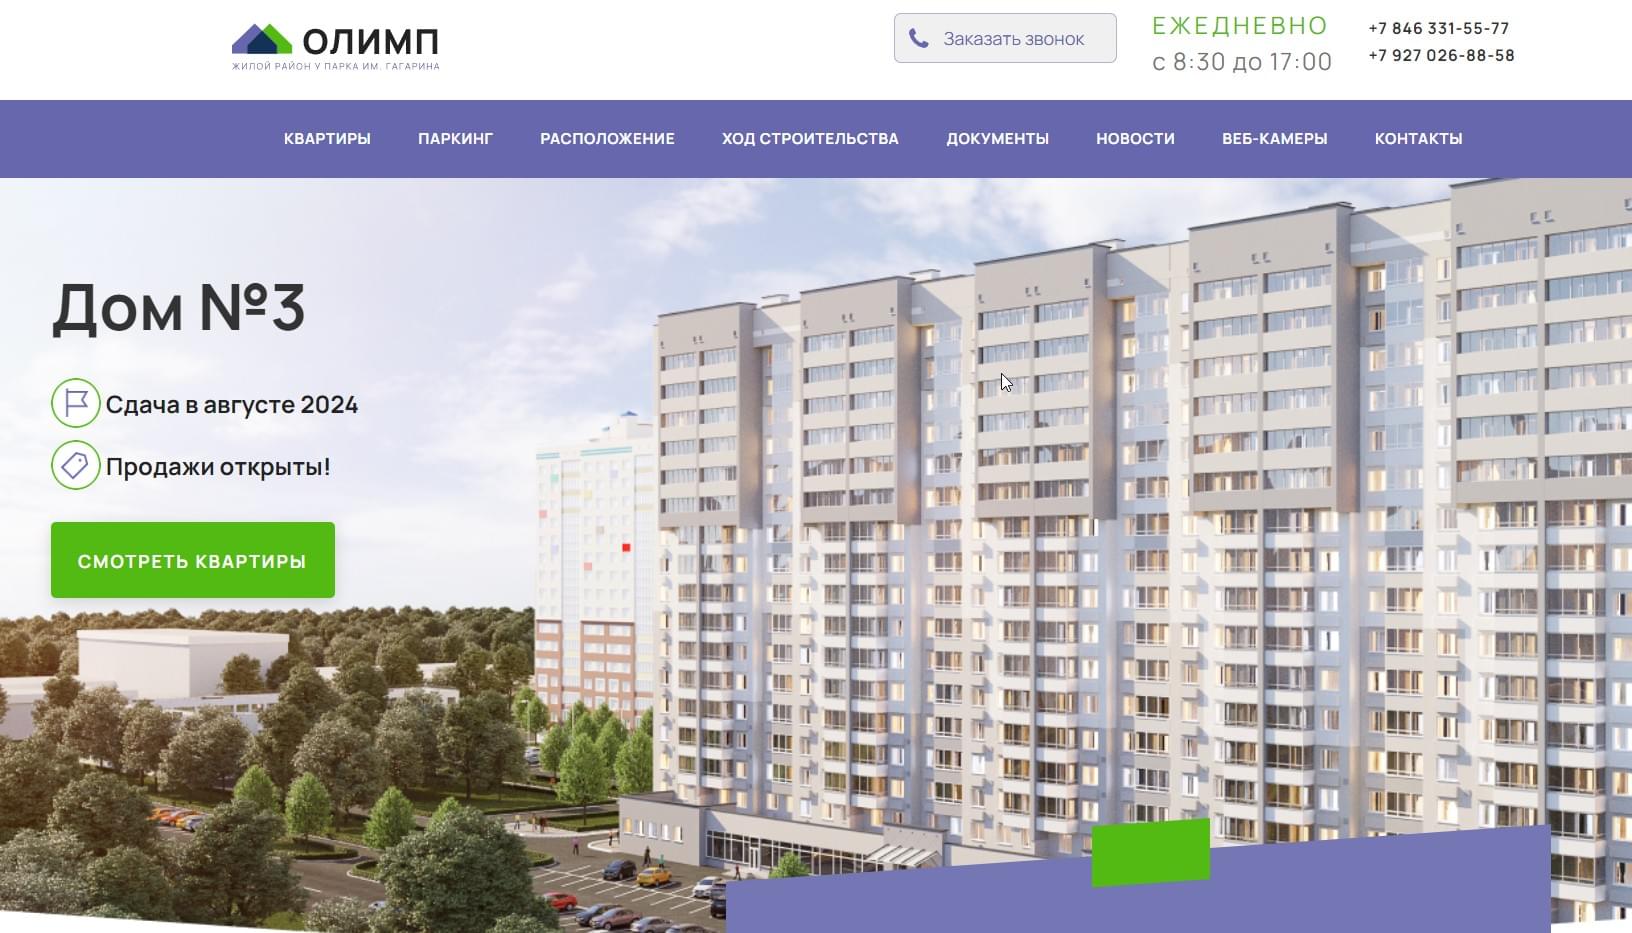 ОЛИМП
ЖИЛОЙ РАЙОН У ПАРКА ИМ. ГАГАРИНА
Заказать звонок
ЕЖЕДНЕВНО
с 8:30 до 17:00
+7 846 331-55-77
+7 927 026-88-58
КВАРТИРЫ ПАРКИНГ РАСПОЛОЖЕНИЕ ХОД СТРОИТЕЛЬСТВА ДОКУМЕНТЫ НОВОСТИ ВЕБ-КАМЕРЫ КОНТАКТЫ
Дом №3
Сдача в августе 2024
Продажи открыты!
СМОТРЕТЬ КВАРТИРЫ